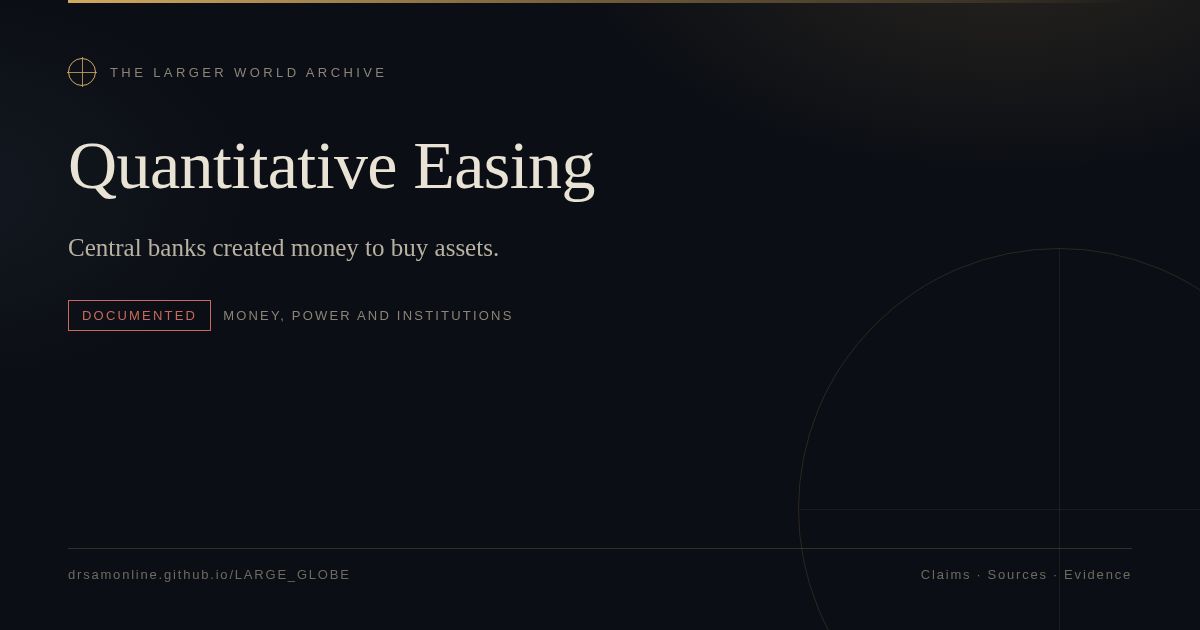 THE LARGER WORLD ARCHIVE
Quantitative Easing
Central banks created money to buy assets.
DOCUMENTED MONEY, POWER AND INSTITUTIONS
drsamonline.github.io/LARGE_GLOBE Claims · Sources · Evidence